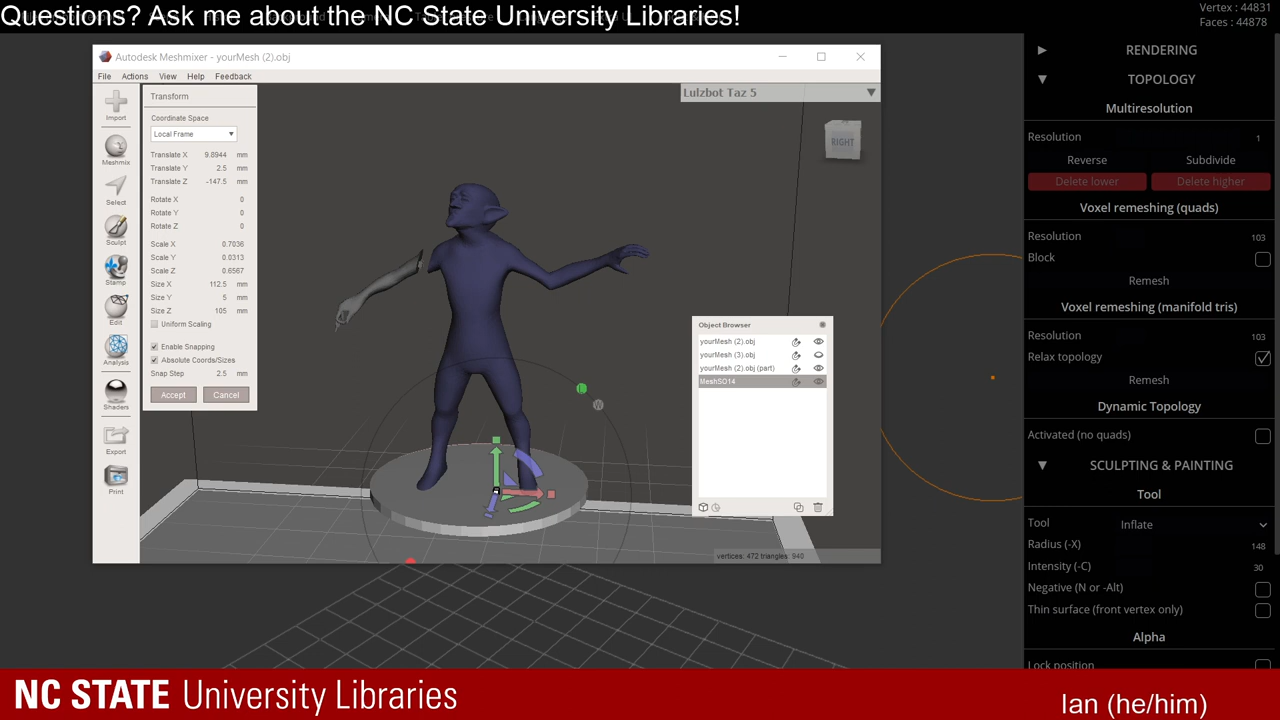 Questions? Ask me about the NC State University Libraries!
Vertex : 44831
Faces : 44878
Autodesk Meshmixer - yourMesh (2).obj
File Actions View Help Feedback
Import
Meshmix
Select
Sculpt
Stamp
Edit
Analysis
Shaders
Export
Print
Transform
Coordinate Space
Local Frame
Translate X 9.8944 mm
Translate Y 2.5 mm
Translate Z -147.5 mm
Rotate X 0
Rotate Y 0
Rotate Z 0
Scale X 0.7036
Scale Y 0.0313
Scale Z 0.6567
Size X 112.5 mm
Size Y 5 mm
Size Z 105 mm
Uniform Scaling
Enable Snapping
Absolute Coords/Sizes
Snap Step 2.5 mm
Accept Cancel
Lulzbot Taz 5
RIGHT
W
Object Browser
yourMesh (2).obj
yourMesh (3).obj
yourMesh (2).obj (part)
MeshSO14
vertices: 472 triangles: 940
RENDERING
TOPOLOGY
Multiresolution
Resolution 1
Reverse Subdivide
Delete lower Delete higher
Voxel remeshing (quads)
Resolution 103
Block
Remesh
Voxel remeshing (manifold tris)
Resolution 103
Relax topology
Remesh
Dynamic Topology
Activated (no quads)
SCULPTING & PAINTING
Tool
Tool Inflate
Radius (-X) 148
Intensity (-C) 30
Negative (N or -Alt)
Thin surface (front vertex only)
Alpha
Lock position
NC STATE University Libraries
Ian (he/him)